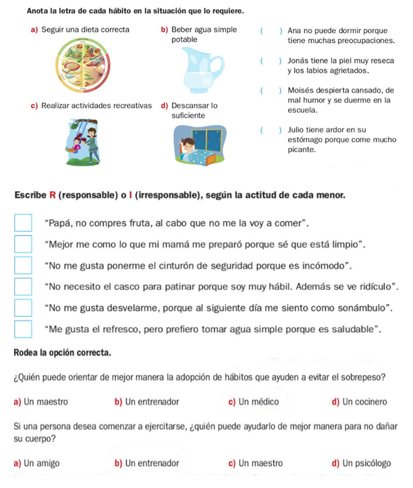 Anota la letra de cada hábito en la situación que lo requiere.
a) Seguir una dieta correcta
b) Beber agua simple
potable
c) Realizar actividades recreativas
d) Descansar lo
suficiente
( ) Ana no puede dormir porque
tiene muchas preocupaciones.
( ) Jonás tiene la piel muy reseca
y los labios agrietados.
( ) Moisés despierta cansado, de
mal humor y se duerme en la
escuela.
( ) Julio tiene ardor en su
estómago porque come mucho
picante.
Escribe R (responsable) o I (irresponsable), según la actitud de cada menor.
“Papá, no compres fruta, al cabo que no me la voy a comer”.
“Mejor me como lo que mi mamá me preparó porque sé que está limpio”.
“No me gusta ponerme el cinturón de seguridad porque es incómodo”.
“No necesito el casco para patinar porque soy muy hábil. Además se ve ridículo”.
“No me gusta desvelarme, porque al siguiente día me siento como sonámbulo”.
“Me gusta el refresco, pero prefiero tomar agua simple porque es saludable”.
Rodea la opción correcta.
¿Quién puede orientar de mejor manera la adopción de hábitos que ayuden a evitar el sobrepeso?
a) Un maestro b) Un entrenador c) Un médico d) Un cocinero
Si una persona desea comenzar a ejercitarse, ¿quién puede ayudarlo de mejor manera para no dañar
su cuerpo?
a) Un amigo b) Un entrenador c) Un maestro d) Un psicólogo